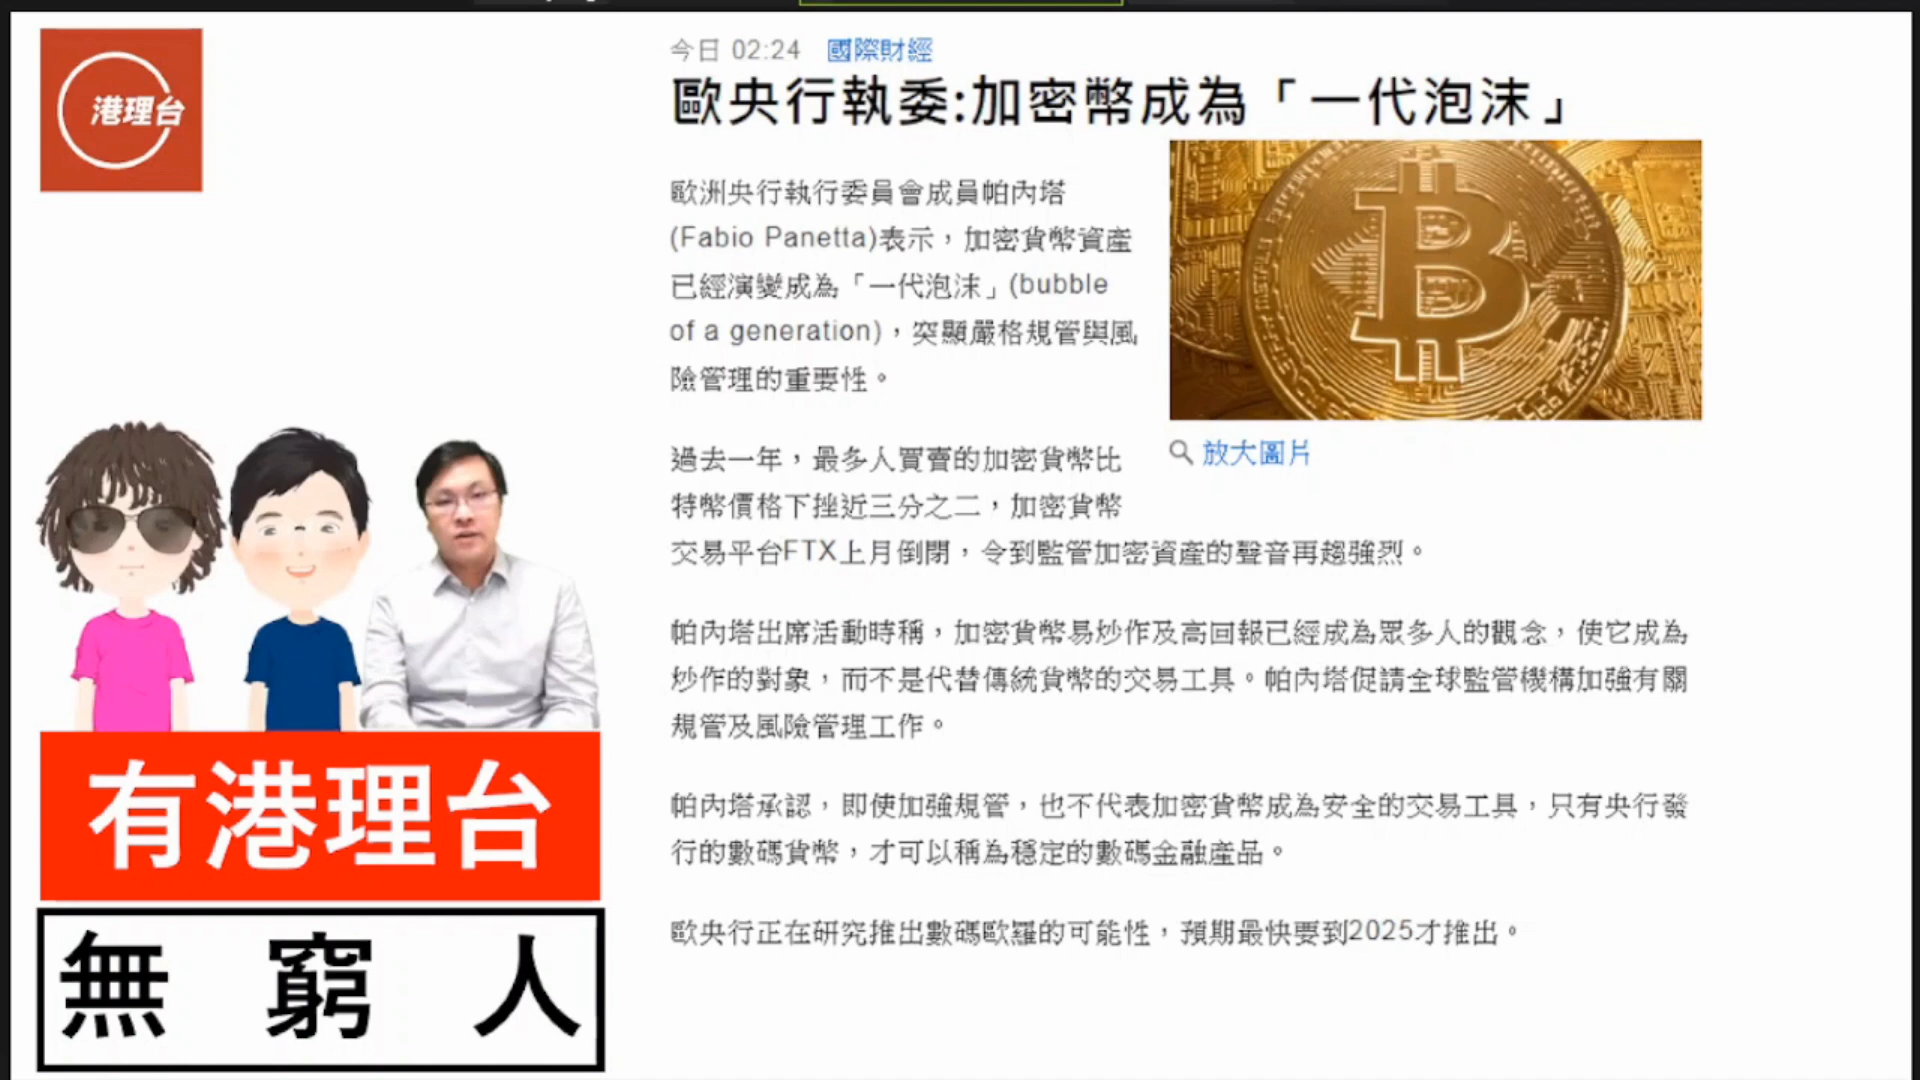 港理台
今日 02:24 國際財經
歐央行執委:加密幣成為「一代泡沫」
歐洲央行執行委員會成員帕內塔
(Fabio Panetta)表示，加密貨幣資產
已經演變成為「一代泡沫」(bubble
of a generation)，突顯嚴格規管與風
險管理的重要性。
放大圖片
過去一年，最多人買賣的加密貨幣比
特幣價格下挫近三分之二，加密貨幣
交易平台FTX上月倒閉，令到監管加密資產的聲音再趨強烈。
帕內塔出席活動時稱，加密貨幣易炒作及高回報已經成為眾多人的觀念，使它成為
炒作的對象，而不是代替傳統貨幣的交易工具。帕內塔促請全球監管機構加強有關
規管及風險管理工作。
帕內塔承認，即使加強規管，也不代表加密貨幣成為安全的交易工具，只有央行發
行的數碼貨幣，才可以稱為穩定的數碼金融產品。
歐央行正在研究推出數碼歐羅的可能性，預期最快要到2025才推出。
有港理台
無窮人